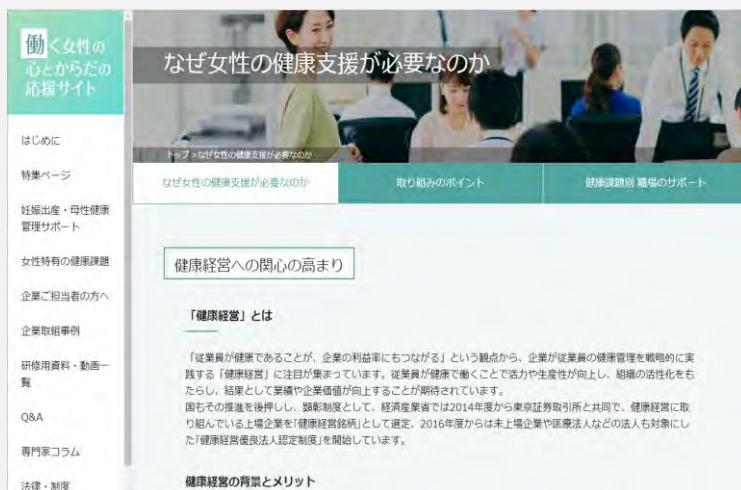 働く女性の
心とからだの
応援サイト
はじめに
特集ページ
妊娠出産・母性健康
管理サポート
女性特有の健康課題
企業ご担当者の方へ
企業取組事例
研修用資料・動画一
覧
Q&A
専門家コラム
法律・制度
なぜ女性の健康支援が必要なのか
トップ >なぜ女性の健康支援が必要なのか
なぜ女性の健康支援が必要なのか
取り組みのポイント
健康課題別 職場のサポート
健康経営への関心の高まり
「健康経営」とは
「従業員が健康であることが、企業の利益率にもつながる」という観点から、企業が従業員の健康管理を戦略的に実
践する「健康経営」に注目が集まっています。従業員が健康で働くことで活力や生産性が向上し、組織の活性化をも
たらし、結果として業績や企業価値が向上することが期待されています。
国もその推進を後押しし、顕彰制度として、経済産業省では2014年度から東京証券取引所と共同で、健康経営に取
り組んでいる上場企業を「健康経営銘柄」として選定、2016年度からは未上場企業や医療法人などの法人も対象にし
た「健康経営優良法人認定制度」を開始しています。
健康経営の背景とメリット